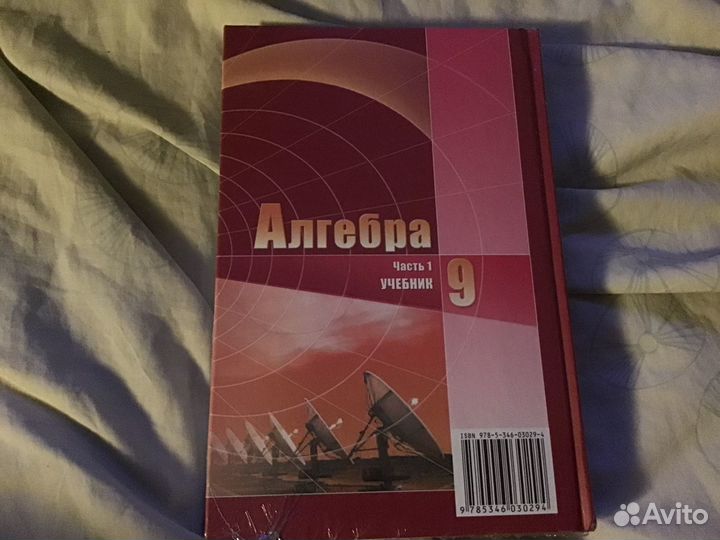 Алгебра
Часть 1
УЧЕБНИК
9
ISBN 978-5-346-03029-4
9 785346 030294
Avito